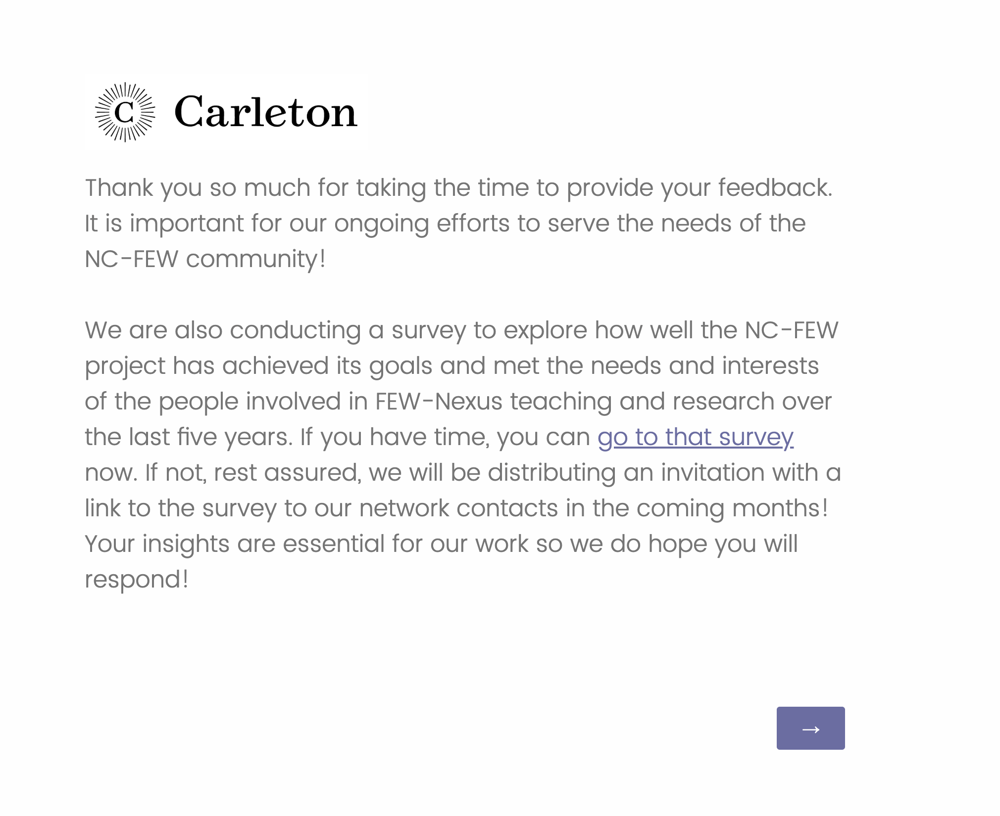 C Carleton
Thank you so much for taking the time to provide your feedback.
It is important for our ongoing efforts to serve the needs of the
NC-FEW community!
We are also conducting a survey to explore how well the NC-FEW
project has achieved its goals and met the needs and interests
of the people involved in FEW-Nexus teaching and research over
the last five years. If you have time, you can go to that survey
now. If not, rest assured, we will be distributing an invitation with a
link to the survey to our network contacts in the coming months!
Your insights are essential for our work so we do hope you will
respond!
→